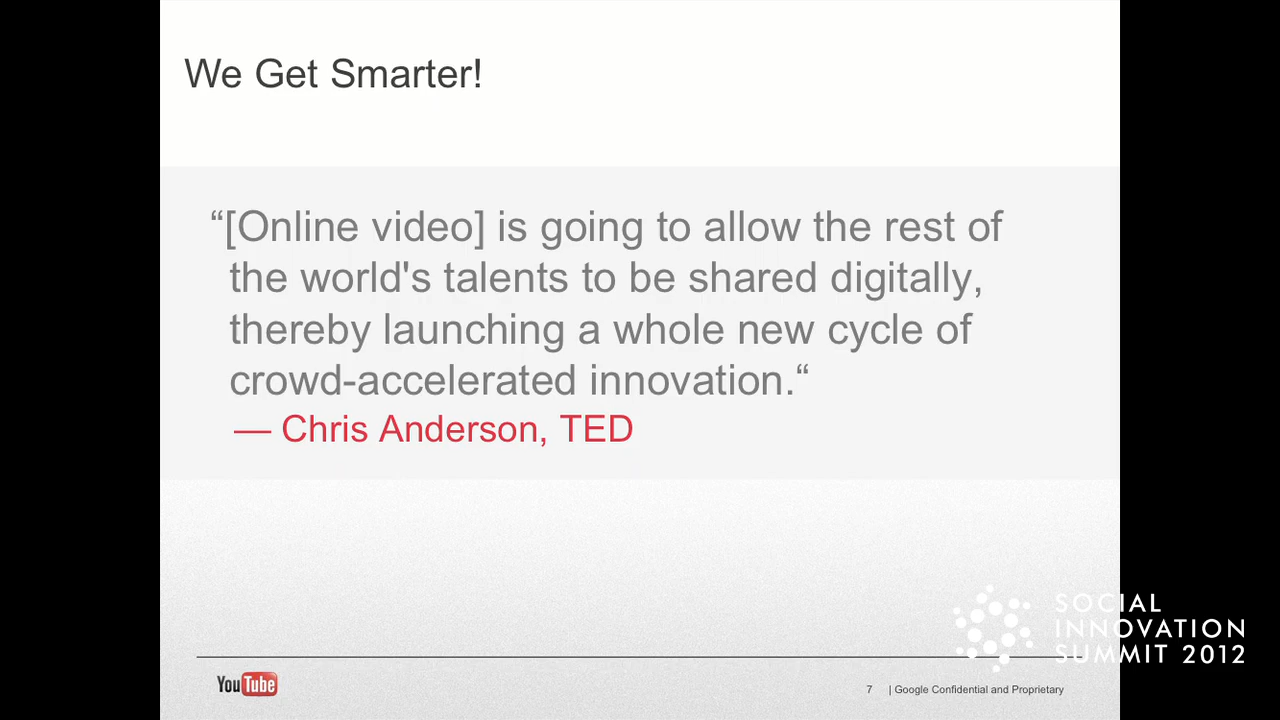 We Get Smarter!
“[Online video] is going to allow the rest of
the world's talents to be shared digitally,
thereby launching a whole new cycle of
crowd-accelerated innovation.“
— Chris Anderson, TED
SOCIAL
INNOVATION
SUMMIT 2012
YouTube
7 | Google Confidential and Proprietary